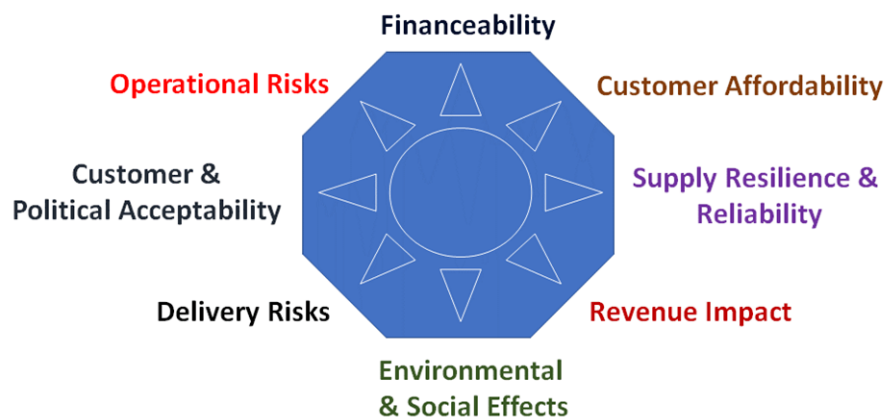 Financeability
Operational Risks
Customer Affordability
Customer &
Political Acceptability
Supply Resilience &
Reliability
Delivery Risks
Revenue Impact
Environmental
& Social Effects